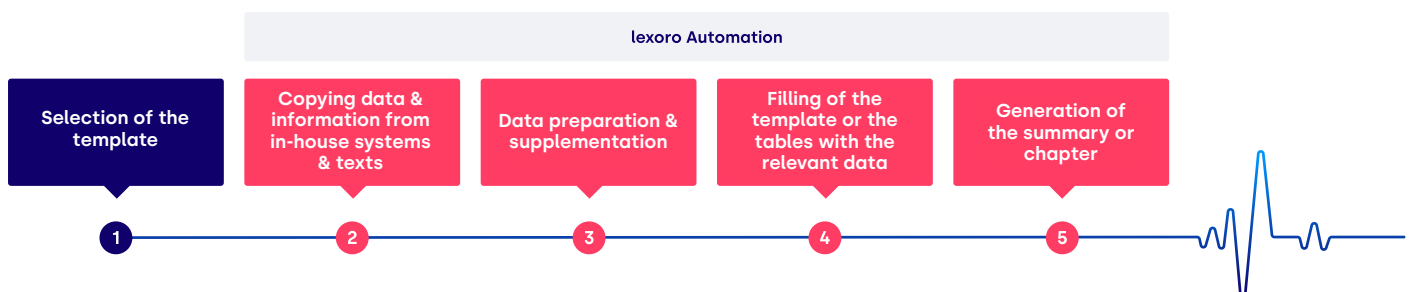 lexoro Automation
Selection of the
template
Copying data &
information from
in-house systems
& texts
Data preparation &
supplementation
Filling of the
template or the
tables with the
relevant data
Generation of
the summary or
chapter
1
2
3
4
5